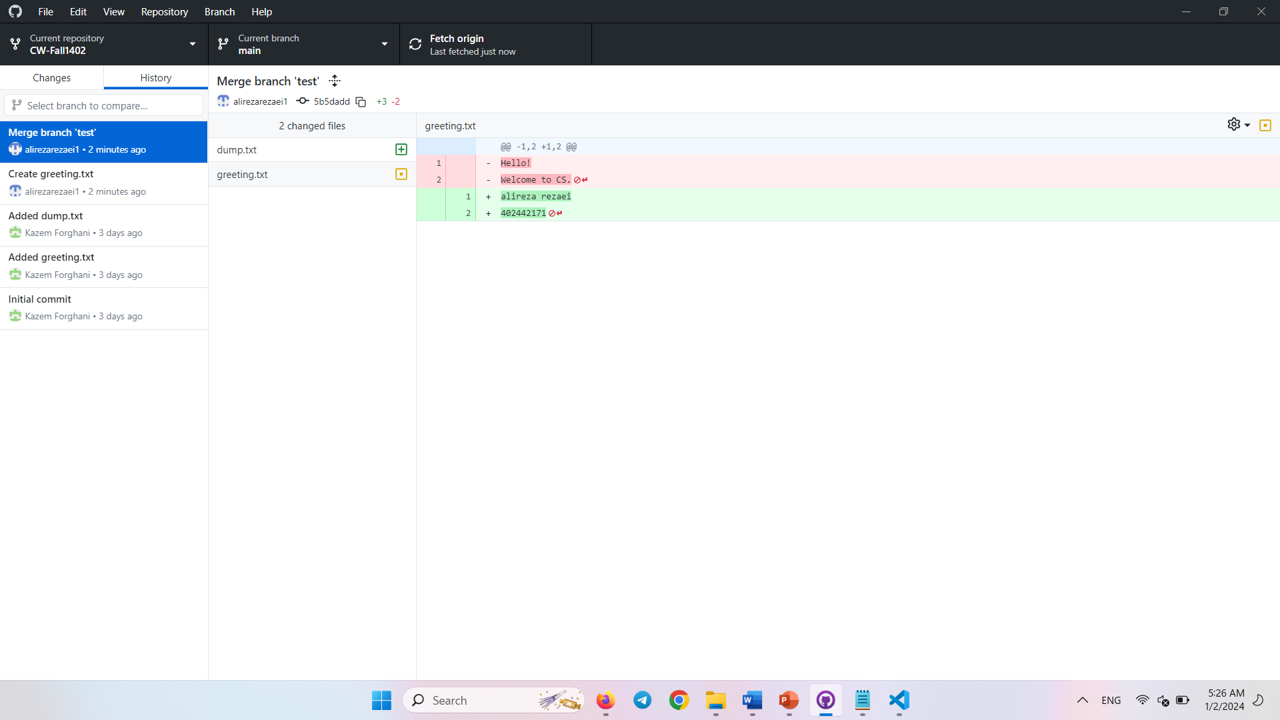 File Edit View Repository Branch Help
Current repository
CW-Fall1402
Current branch
main
Fetch origin
Last fetched just now
Changes
History
Select branch to compare...
Merge branch 'test'
alirezarezaei1 • 2 minutes ago
Create greeting.txt
alirezarezaei1 • 2 minutes ago
Added dump.txt
Kazem Forghani • 3 days ago
Added greeting.txt
Kazem Forghani • 3 days ago
Initial commit
Kazem Forghani • 3 days ago
Merge branch 'test'
alirezarezaei1 5b5dadd +3 -2
2 changed files
dump.txt
greeting.txt
greeting.txt
@@ -1,2 +1,2 @@
1 - Hello!
2 - Welcome to CS.
1 + alireza rezaei
2 + 402442171
Search
ENG
5:26 AM
1/2/2024